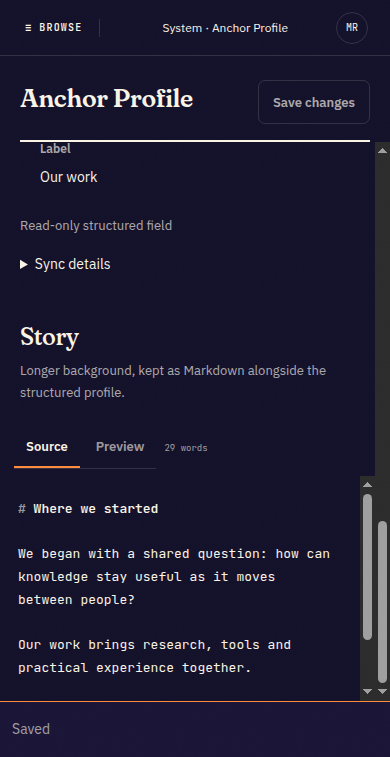 ≡ BROWSE
System · Anchor Profile
MR
Anchor Profile
Save changes
Label
Our work
Read-only structured field
▶ Sync details
Story
Longer background, kept as Markdown alongside the
structured profile.
Source
Preview
29 words
# Where we started
We began with a shared question: how can
knowledge stay useful as it moves
between people?
Our work brings research, tools and
practical experience together.
Saved